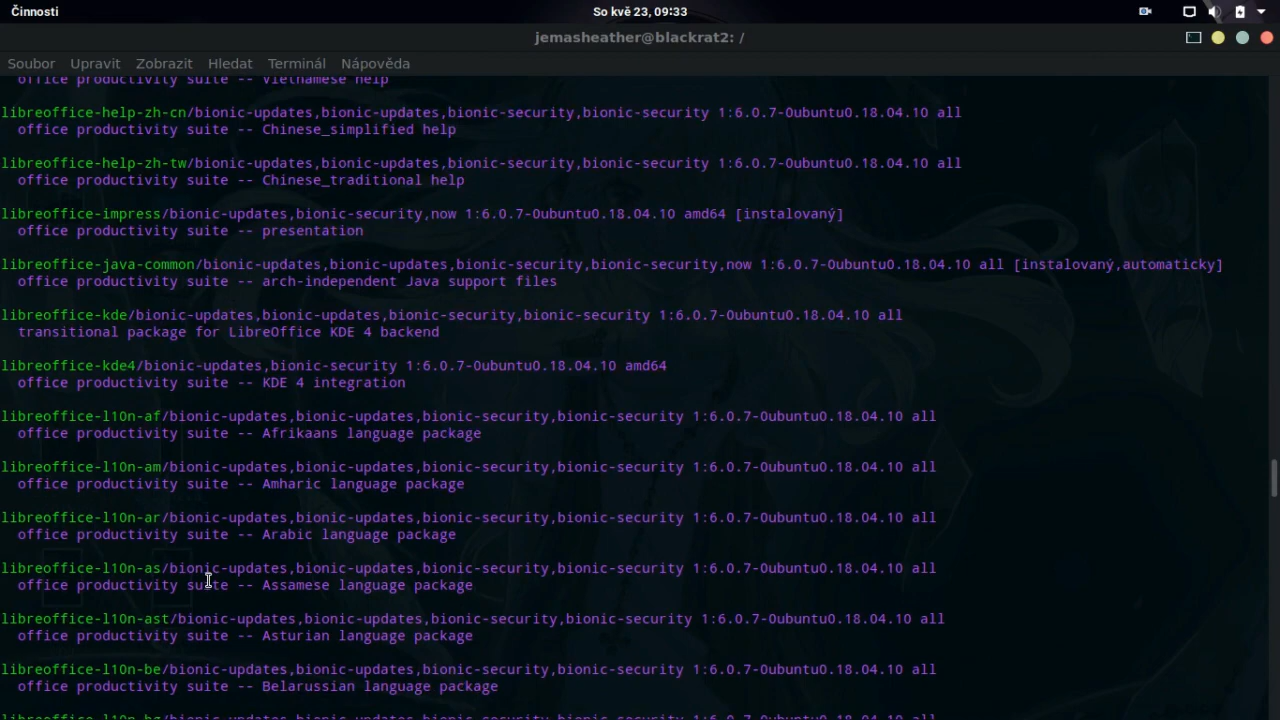 Činnosti
So kvě 23, 09:33
jemasheather@blackrat2: /
Soubor Upravit Zobrazit Hledat Terminál Nápověda
office productivity suite -- Vietnamese help
libreoffice-help-zh-cn/bionic-updates,bionic-updates,bionic-security,bionic-security 1:6.0.7-0ubuntu0.18.04.10 all
office productivity suite -- Chinese_simplified help
libreoffice-help-zh-tw/bionic-updates,bionic-updates,bionic-security,bionic-security 1:6.0.7-0ubuntu0.18.04.10 all
office productivity suite -- Chinese_traditional help
libreoffice-impress/bionic-updates,bionic-security,now 1:6.0.7-0ubuntu0.18.04.10 amd64 [instalovaný]
office productivity suite -- presentation
libreoffice-java-common/bionic-updates,bionic-updates,bionic-security,bionic-security,now 1:6.0.7-0ubuntu0.18.04.10 all [instalovaný,automaticky]
office productivity suite -- arch-independent Java support files
libreoffice-kde/bionic-updates,bionic-updates,bionic-security,bionic-security 1:6.0.7-0ubuntu0.18.04.10 all
transitional package for LibreOffice KDE 4 backend
libreoffice-kde4/bionic-updates,bionic-security 1:6.0.7-0ubuntu0.18.04.10 amd64
office productivity suite -- KDE 4 integration
libreoffice-l10n-af/bionic-updates,bionic-updates,bionic-security,bionic-security 1:6.0.7-0ubuntu0.18.04.10 all
office productivity suite -- Afrikaans language package
libreoffice-l10n-am/bionic-updates,bionic-updates,bionic-security,bionic-security 1:6.0.7-0ubuntu0.18.04.10 all
office productivity suite -- Amharic language package
libreoffice-l10n-ar/bionic-updates,bionic-updates,bionic-security,bionic-security 1:6.0.7-0ubuntu0.18.04.10 all
office productivity suite -- Arabic language package
libreoffice-l10n-as/bionic-updates,bionic-updates,bionic-security,bionic-security 1:6.0.7-0ubuntu0.18.04.10 all
office productivity suite -- Assamese language package
libreoffice-l10n-ast/bionic-updates,bionic-updates,bionic-security,bionic-security 1:6.0.7-0ubuntu0.18.04.10 all
office productivity suite -- Asturian language package
libreoffice-l10n-be/bionic-updates,bionic-updates,bionic-security,bionic-security 1:6.0.7-0ubuntu0.18.04.10 all
office productivity suite -- Belarussian language package